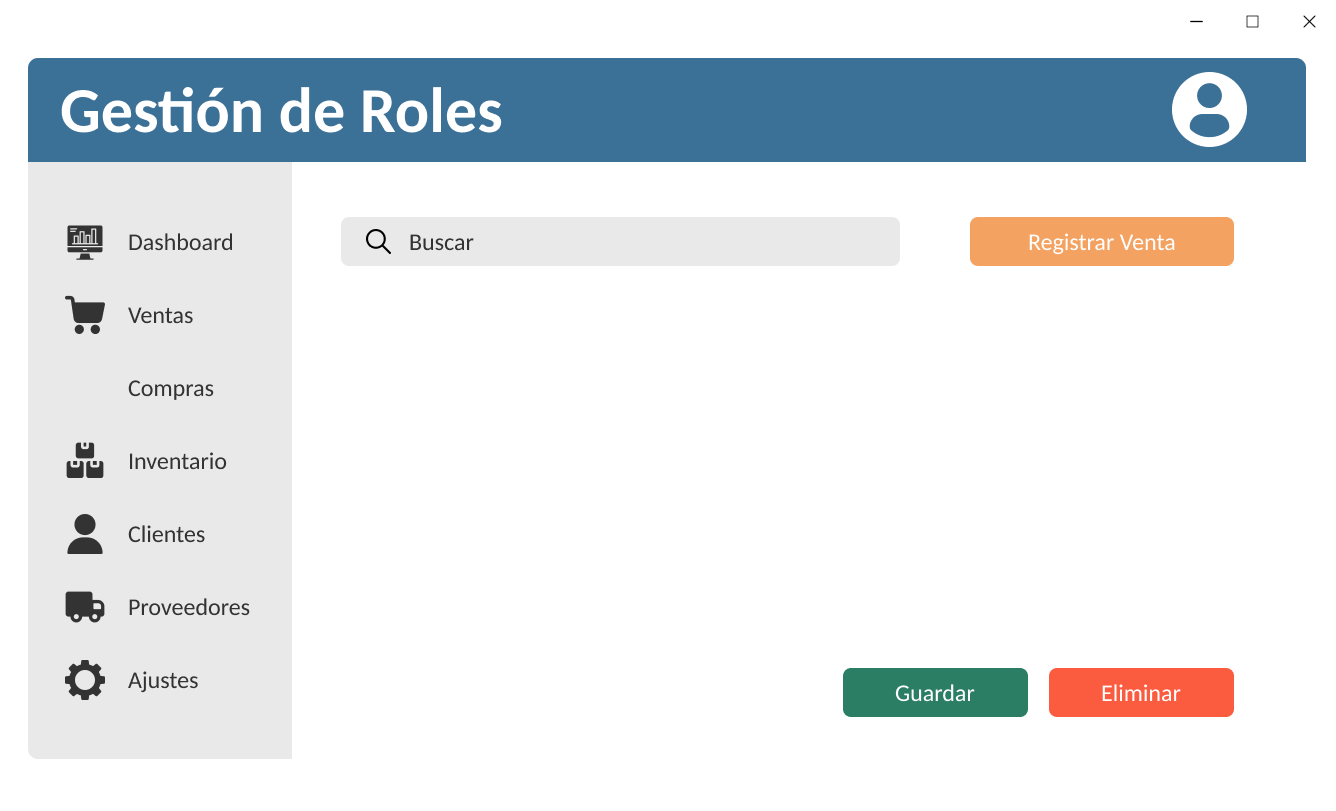 Gestión de Roles
Dashboard
Ventas
Compras
Inventario
Clientes
Proveedores
Ajustes
Buscar
Registrar Venta
Guardar
Eliminar